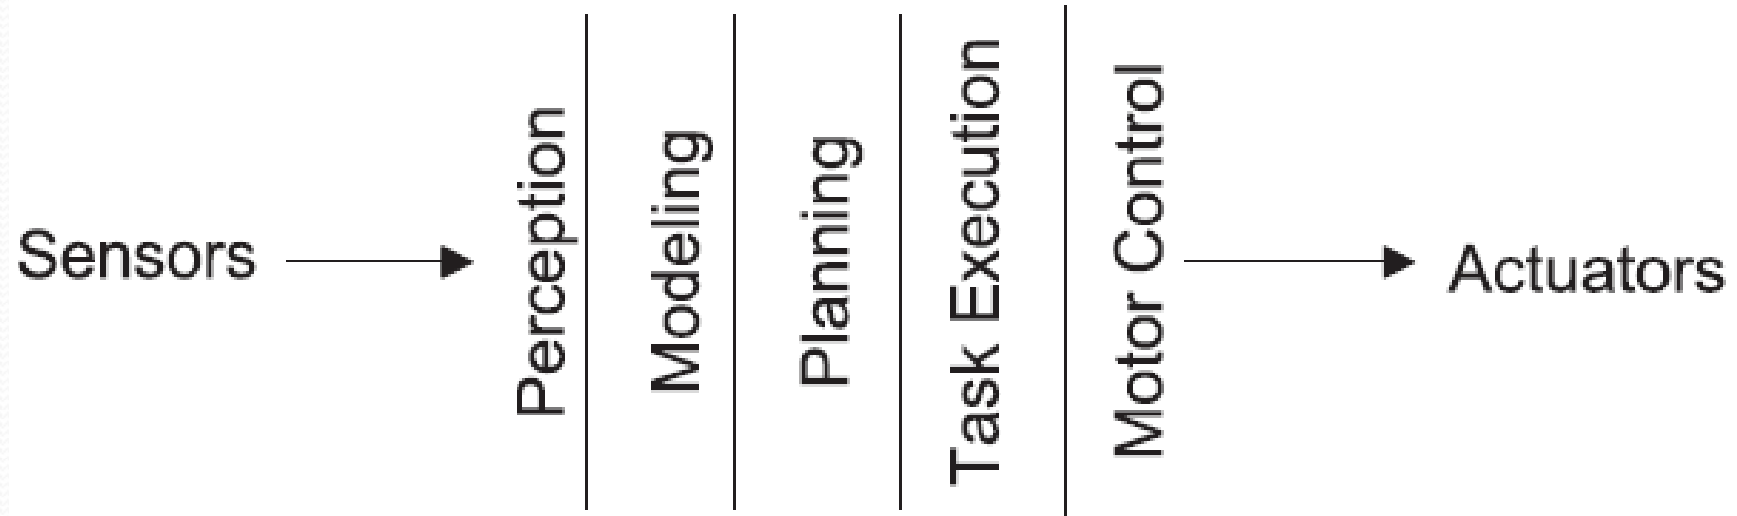 Sensors
Perception
Modeling
Planning
Task Execution
Motor Control
Actuators